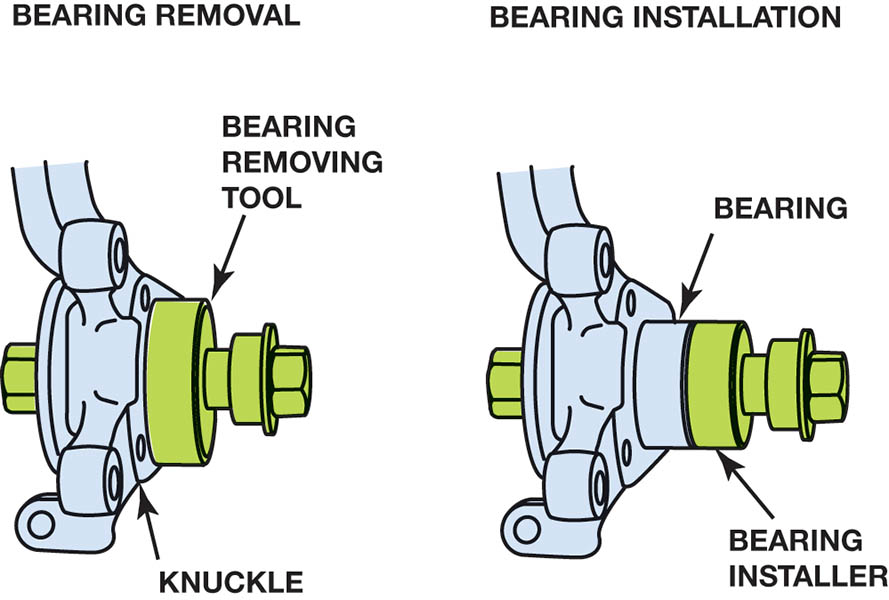 BEARING REMOVAL
BEARING
REMOVING
TOOL
KNUCKLE
BEARING INSTALLATION
BEARING
BEARING
INSTALLER